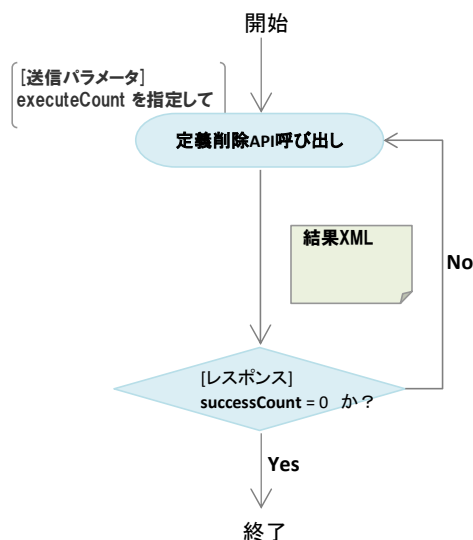 開始
[送信パラメータ]
executeCount を指定して
定義削除API呼び出し
結果XML
No
[レスポンス]
successCount = 0 か？
Yes
終了